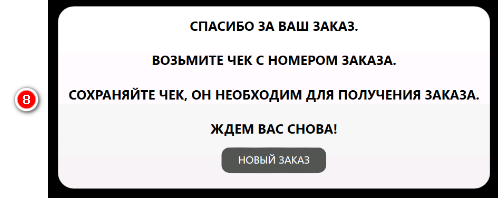 СПАСИБО ЗА ВАШ ЗАКАЗ.
ВОЗЬМИТЕ ЧЕК С НОМЕРОМ ЗАКАЗА.
8
СОХРАНЯЙТЕ ЧЕК, ОН НЕОБХОДИМ ДЛЯ ПОЛУЧЕНИЯ ЗАКАЗА.
ЖДЕМ ВАС СНОВА!
НОВЫЙ ЗАКАЗ